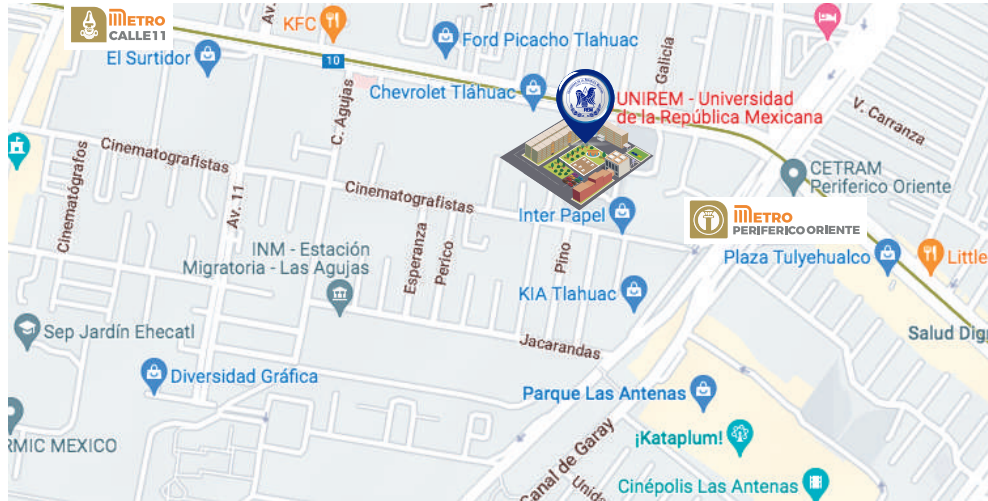 METRO
CALLE 11
Av.
KFC
El Surtidor
10
Ford Picacho Tlahuac
Galicia
Chevrolet Tláhuac
C. Agujas
UNIREM - Universidad
de la República Mexicana
V. Carranza
Cinematógrafos
Cinematografistas
Av. 11
Cinematografistas
CETRAM
Periferico Oriente
METRO
PERIFERICO ORIENTE
Inter Papel
INM - Estación
Migratoria - Las Agujas
Esperanza
Perico
Pino
Plaza Tulyehualco
Little
KIA Tlahuac
Sep Jardín Ehecatl
Jacarandas
Salud Dig
Diversidad Gráfica
Parque Las Antenas
RMIC MEXICO
¡Kataplum!
Canal de Garay
Unid
Cinépolis Las Antenas